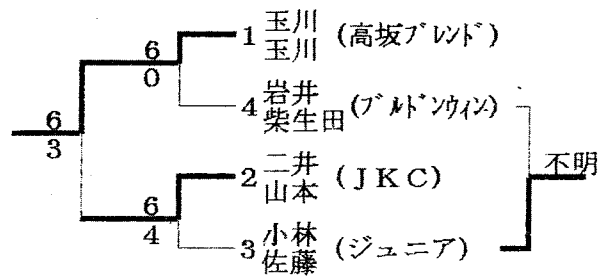 玉川
6 1 (高坂ブレンド)
玉川
0
岩井
6 4 (ブルドンウィン)
柴生田
3
二井 不明
2 (JKC)
6 山本
4 小林
3 (ジュニア)
佐藤